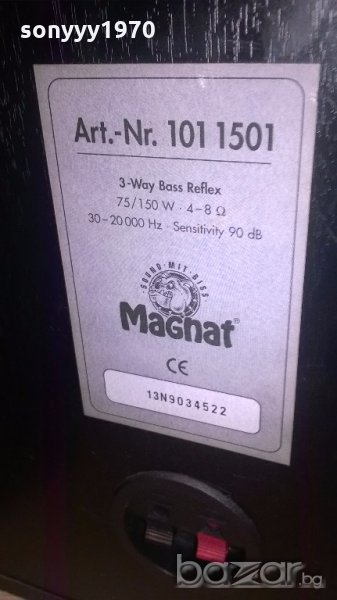 sonyyy1970
Art.-Nr. 101 1501
3-Way Bass Reflex
75/150 W · 4-8 Ω
30-20 000 Hz · Sensitivity 90 dB
· SOUND · MIT · BISS ·
Magnat®
CE
13N9034522
bazar.bg